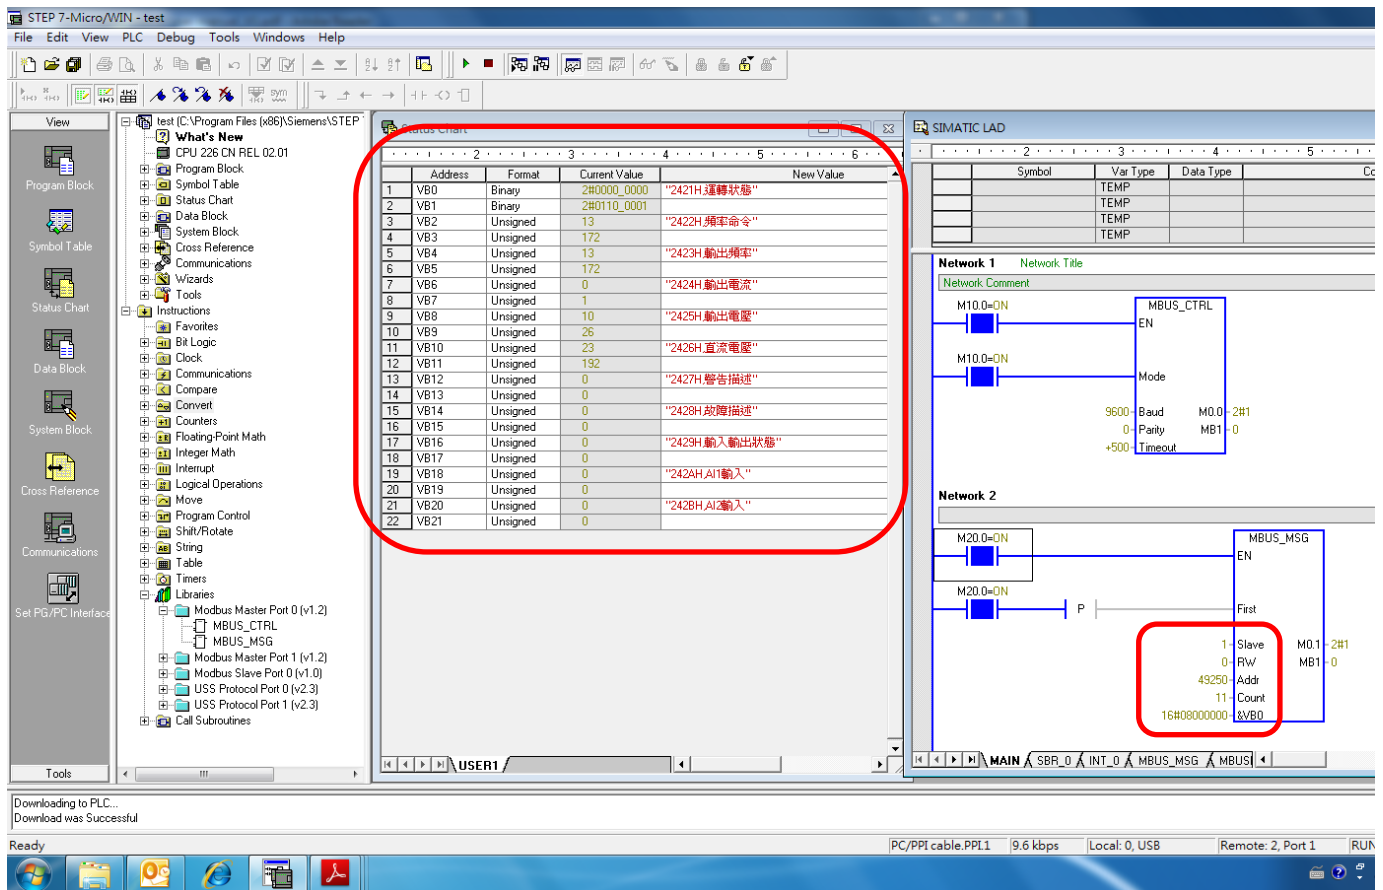 STEP 7-Micro/WIN - test
File Edit View PLC Debug Tools Windows Help
View
Program Block
Symbol Table
Status Chart
Data Block
System Block
Cross Reference
Communications
Set PG/PC Interface
Tools
test (C:\Program Files (x86)\Siemens\STEP
What's New
CPU 226 CN REL 02.01
Program Block
Symbol Table
Status Chart
Data Block
System Block
Cross Reference
Communications
Wizards
Tools
Instructions
Favorites
Bit Logic
Clock
Communications
Compare
Convert
Counters
Floating-Point Math
Integer Math
Interrupt
Logical Operations
Move
Program Control
Shift/Rotate
String
Table
Timers
Libraries
Modbus Master Port 0 (v1.2)
MBUS_CTRL
MBUS_MSG
Modbus Master Port 1 (v1.2)
Modbus Slave Port 0 (v1.0)
USS Protocol Port 0 (v2.3)
USS Protocol Port 1 (v2.3)
Call Subroutines
Status Chart
2 3 4 5 6
Address Format Current Value New Value
1 VB0 Binary 2#0000_0000 "2421H,運轉狀態"
2 VB1 Binary 2#0110_0001
3 VB2 Unsigned 13 "2422H,頻率命令"
4 VB3 Unsigned 172
5 VB4 Unsigned 13 "2423H,輸出頻率"
6 VB5 Unsigned 172
7 VB6 Unsigned 0 "2424H,輸出電流"
8 VB7 Unsigned 1
9 VB8 Unsigned 10 "2425H,輸出電壓"
10 VB9 Unsigned 26
11 VB10 Unsigned 23 "2426H,直流電壓"
12 VB11 Unsigned 192
13 VB12 Unsigned 0 "2427H,警告描述"
14 VB13 Unsigned 0
15 VB14 Unsigned 0 "2428H,故障描述"
16 VB15 Unsigned 0
17 VB16 Unsigned 0 "2429H,輸入輸出狀態"
18 VB17 Unsigned 0
19 VB18 Unsigned 0 "242AH,AI1輸入"
20 VB19 Unsigned 0
21 VB20 Unsigned 0 "242BH,AI2輸入"
22 VB21 Unsigned 0
USER1
SIMATIC LAD
2 3 4 5
Symbol Var Type Data Type Co
TEMP
TEMP
TEMP
TEMP
Network 1 Network Title
Network Comment
M10.0=ON MBUS_CTRL
EN
M10.0=ON
Mode
9600 Baud M0.0 2#1
0 Parity MB1 0
+500 Timeout
Network 2
M20.0=ON MBUS_MSG
EN
M20.0=ON
P First
1 Slave M0.1 2#1
0 RW MB1 0
49250 Addr
11 Count
16#08000000 &VB0
MAIN SBR_0 INT_0 MBUS_MSG MBUS
Downloading to PLC...
Download was Successful
Ready PC/PPI cable.PPI.1 9.6 kbps Local: 0, USB Remote: 2, Port 1 RUN